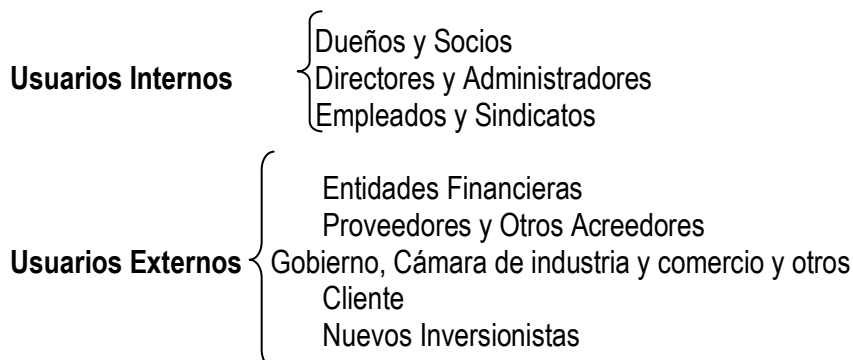 Dueños y Socios
Usuarios Internos Directores y Administradores
Empleados y Sindicatos
Entidades Financieras
Proveedores y Otros Acreedores
Usuarios Externos Gobierno, Cámara de industria y comercio y otros
Cliente
Nuevos Inversionistas